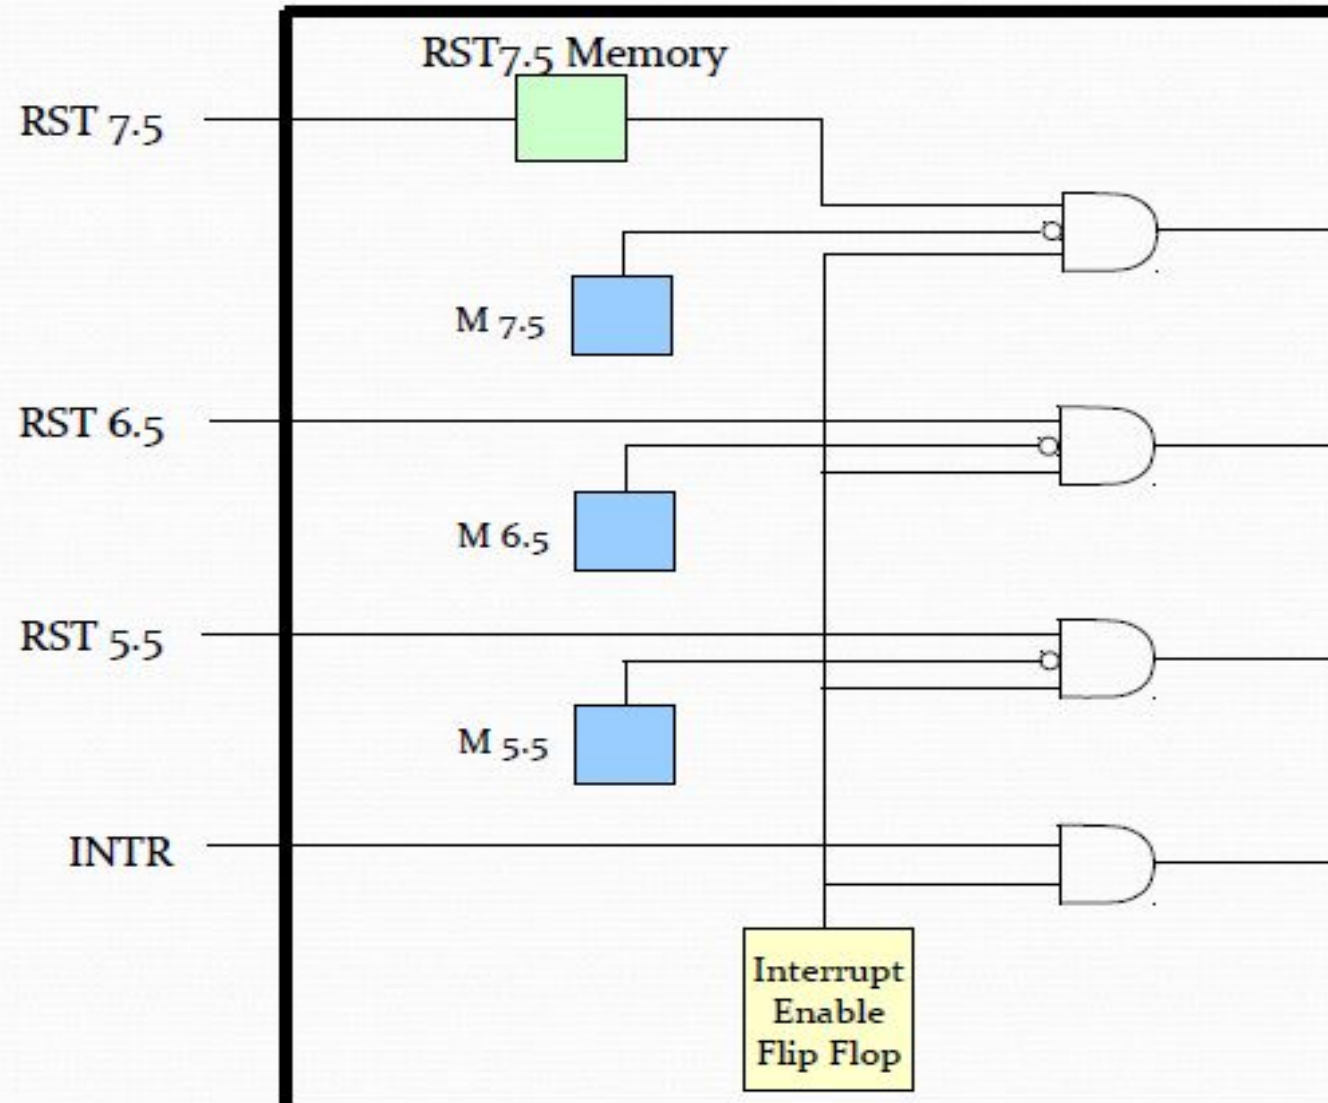 RST7.5 Memory
RST 7.5
M 7.5
RST 6.5
M 6.5
RST 5.5
M 5.5
INTR
Interrupt
Enable
Flip Flop